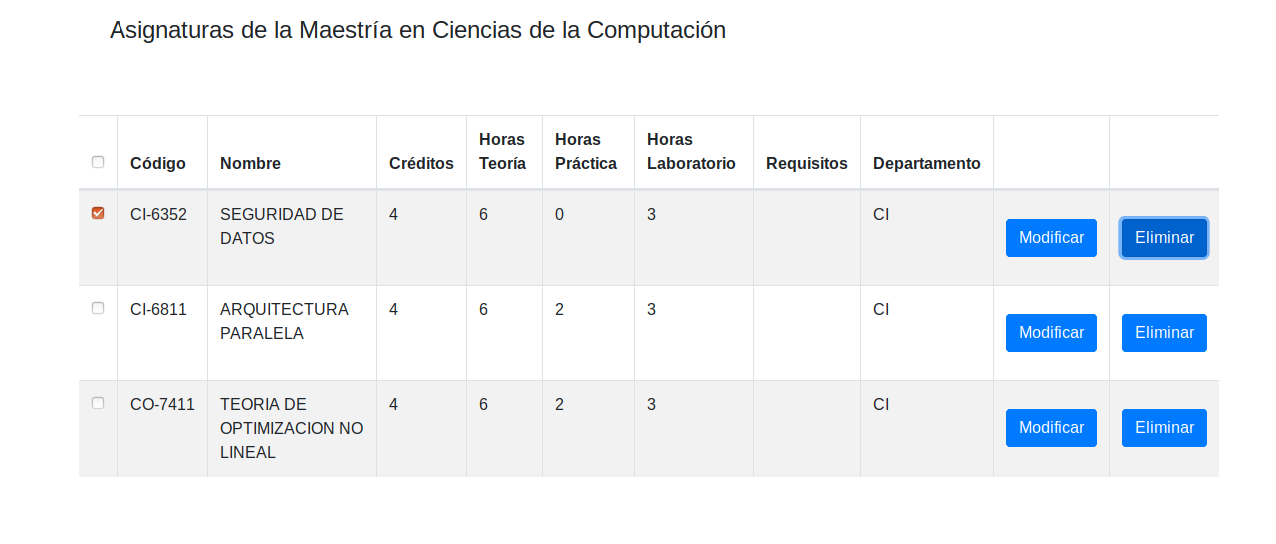 Asignaturas de la Maestría en Ciencias de la Computación
Código Nombre Créditos Horas Teoría Horas Práctica Horas Laboratorio Requisitos Departamento
CI-6352 SEGURIDAD DE DATOS 4 6 0 3 CI Modificar Eliminar
CI-6811 ARQUITECTURA PARALELA 4 6 2 3 CI Modificar Eliminar
CO-7411 TEORIA DE OPTIMIZACION NO LINEAL 4 6 2 3 CI Modificar Eliminar